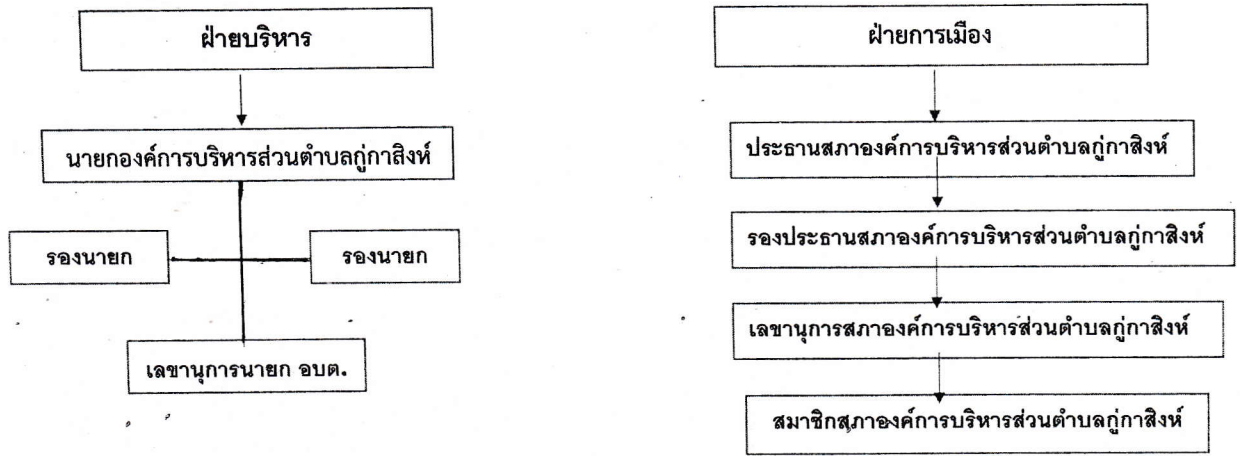 ฝ่ายบริหาร
นายกองค์การบริหารส่วนตำบลกู่กาสิงห์
รองนายก
รองนายก
เลขานุการนายก อบต.
ฝ่ายการเมือง
ประธานสภาองค์การบริหารส่วนตำบลกู่กาสิงห์
รองประธานสภาองค์การบริหารส่วนตำบลกู่กาสิงห์
เลขานุการสภาองค์การบริหารส่วนตำบลกู่กาสิงห์
สมาชิกสภาองค์การบริหารส่วนตำบลกู่กาสิงห์